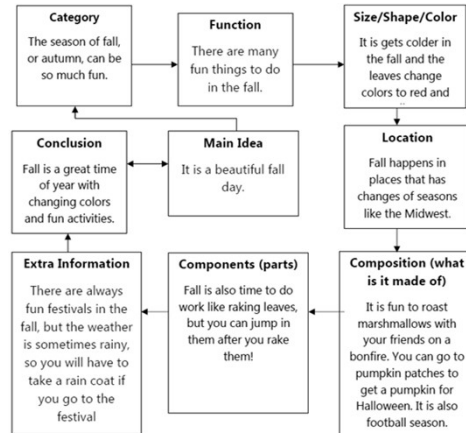 Category
The season of fall,
or autumn, can be
so much fun.
Function
There are many
fun things to do
in the fall.
Size/Shape/Color
It is gets colder in
the fall and the
leaves change
colors to red and
Location
Fall happens in
places that has
changes of seasons
like the Midwest.
Main Idea
It is a beautiful fall
day.
Conclusion
Fall is a great time
of year with
changing colors
and fun activities.
Extra Information
There are always
fun festivals in the
fall, but the weather
is sometimes rainy,
so you will have to
take a rain coat if
you go to the
festival
Components (parts)
Fall is also time to do
work like raking leaves,
but you can jump in
them after you rake
them!
Composition (what
is it made of)
It is fun to roast
marshmallows with
your friends on a
bonfire. You can go to
pumpkin patches to
get a pumpkin for
Halloween. It is also
football season.